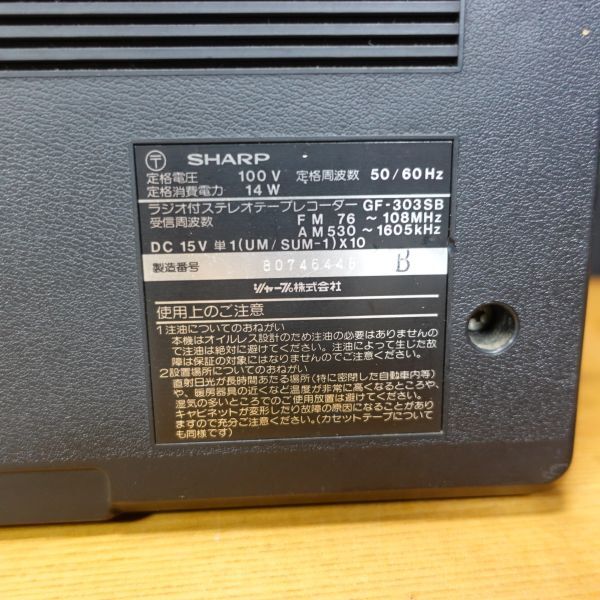 〒 SHARP
定格電圧 100V 定格周波数 50/60Hz
定格消費電力 14W
ラジオ付ステレオテープレコーダー GF-303SB
受信周波数 FM 76 ～108MHz
AM530 ～1605kHz
DC 15V 単1(UM/SUM-1)X10
製造番号 B
シャープ株式会社
使用上のご注意
1注油についてのおねがい
本機はオイルレス設計のため注油の必要はありませんの
で注油は絶対に避けてください。注油によって生じた故
障は保証の対象にはなりませんのでご注意ください。
2設置場所についてのおねがい
直射日光が長時間あたる場所(特に密閉した自動車内等)
や、暖房器具の近くなど温度が非常に高くなるところや、
湿気の多いところでのご使用放置は避けてください。
キャビネットが変形したり故障の原因になることがあり
ますので充分ご注意ください。(カセットテープについて
も同様です)